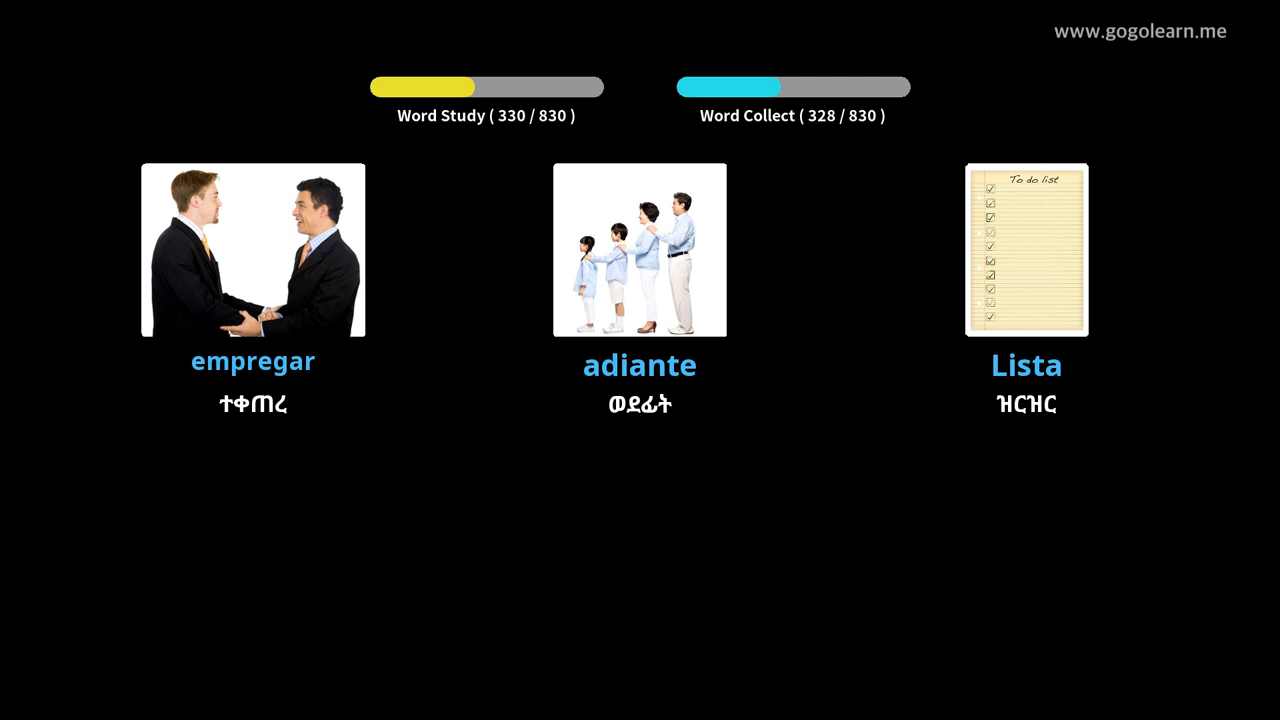 www.gogolearn.me
Word Study ( 330 / 830 )
Word Collect ( 328 / 830 )
To do list
empregar
adiante
Lista
ተቀጠረ
ወደፊት
ዝርዝር